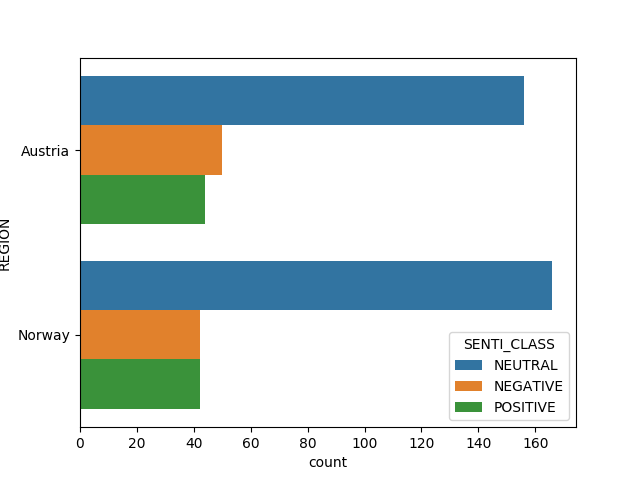 REGION
Austria
Norway
SENTI_CLASS
NEUTRAL
NEGATIVE
POSITIVE
0 20 40 60 80 100 120 140 160
count